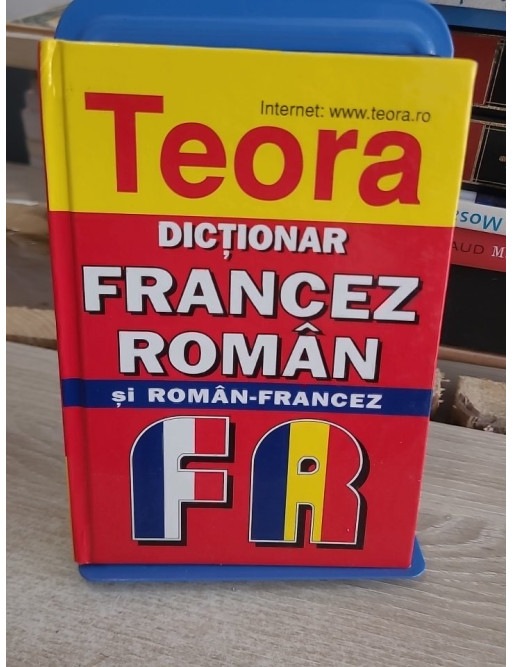 Internet: www.teora.ro
Teora
DICȚIONAR
FRANCEZ
ROMÂN
și ROMÂN-FRANCEZ
FR